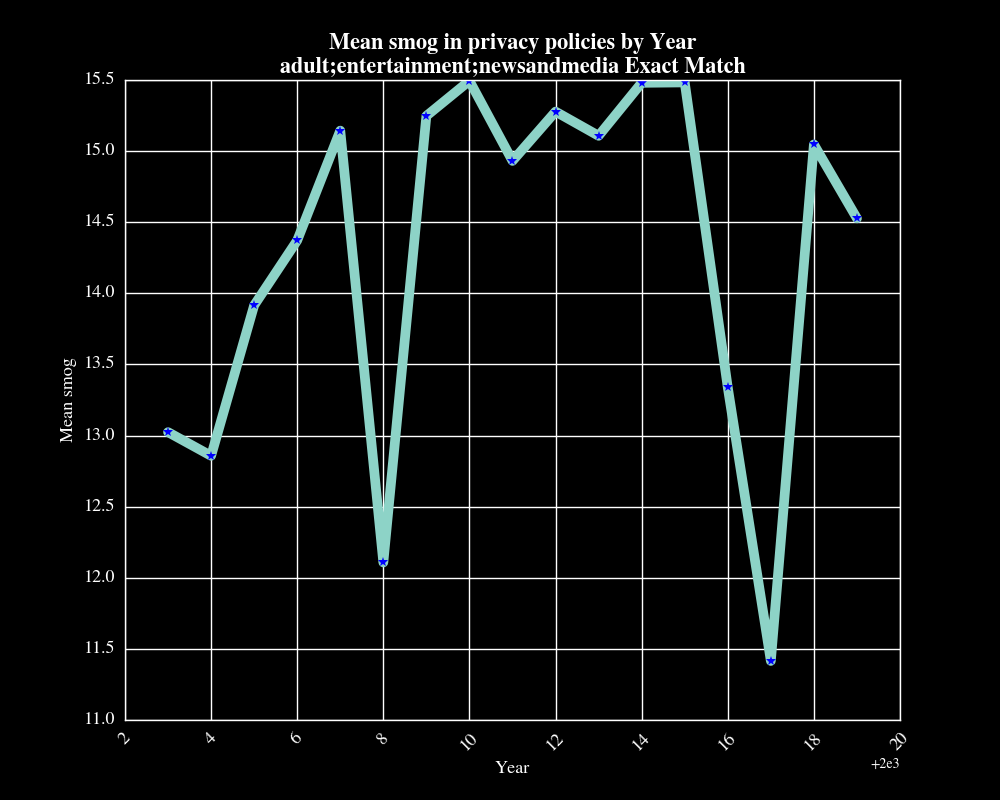 Mean smog in privacy policies by Year
adult;entertainment;newsandmedia Exact Match
15.5
15.0
14.5
14.0
13.5
13.0
12.5
12.0
11.5
11.0
Mean smog
2 4 6 8 10 12 14 16 18 20
Year
+2e3